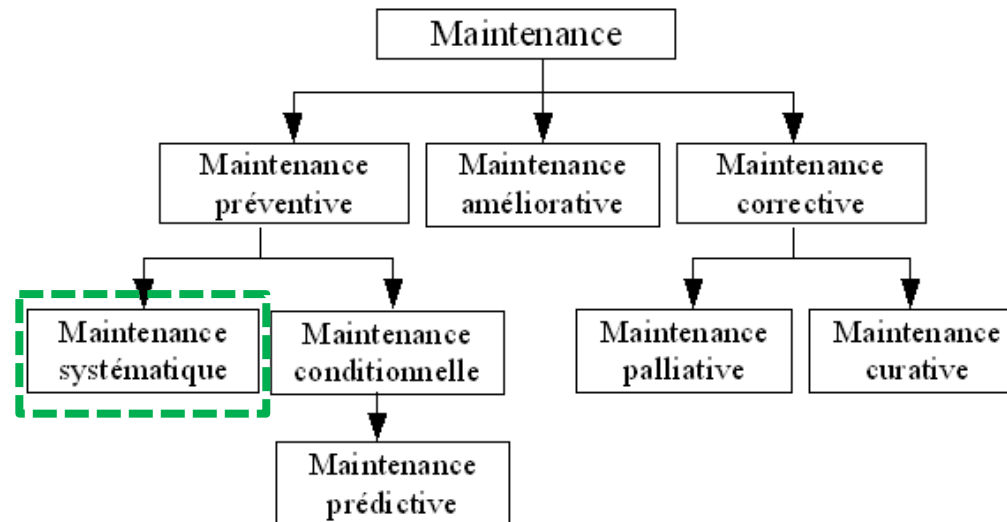 Maintenance
Maintenance
préventive
Maintenance
améliorative
Maintenance
corrective
Maintenance
systématique
Maintenance
conditionnelle
Maintenance
palliative
Maintenance
curative
Maintenance
prédictive